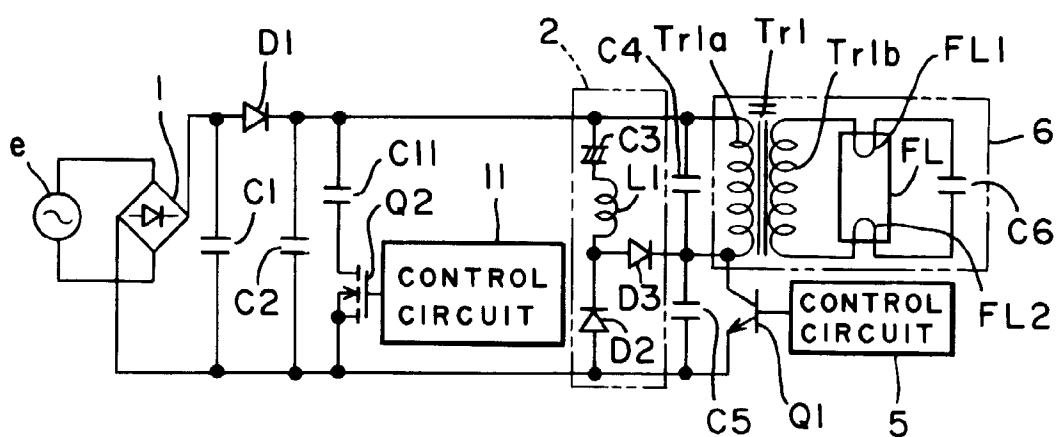 D1
1
e
C1
C2
C11
Q2
11
CONTROL
CIRCUIT
2
C3
L1
D3
D2
C4
Tr1a
Tr1
Tr1b
FL1
FL
6
C6
FL2
CONTROL
CIRCUIT
C5
Q1
5